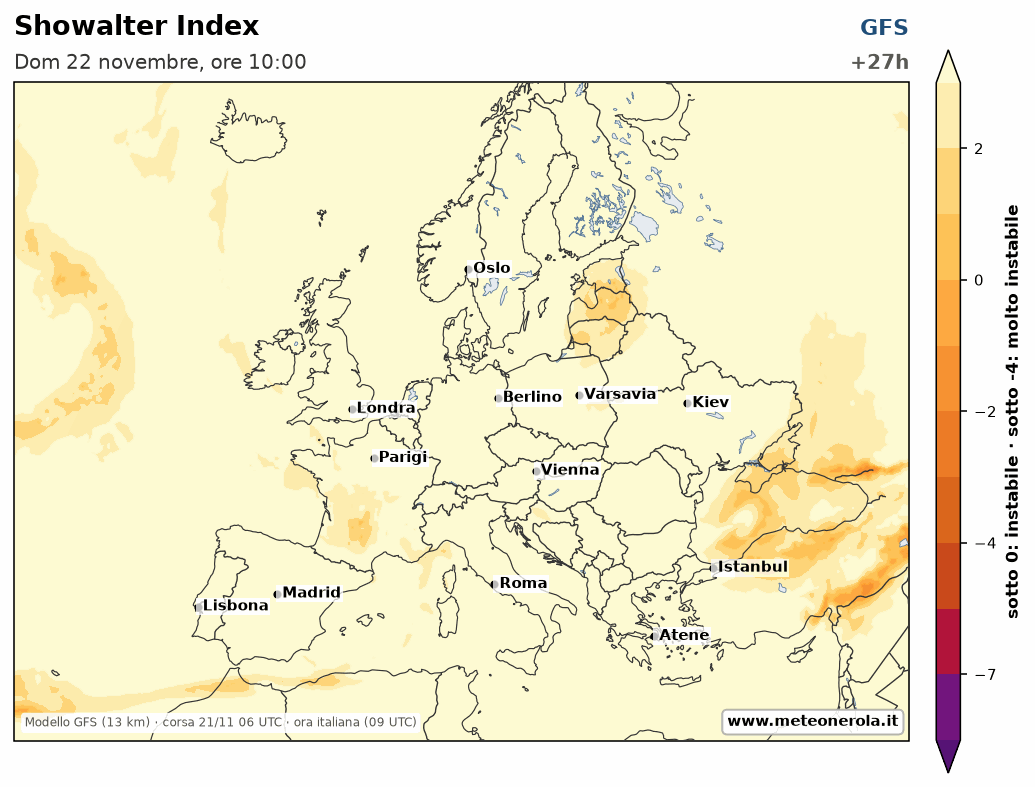 Showalter Index
GFS
Dom 22 novembre, ore 10:00
+27h
Oslo
Londra
Berlino
Varsavia
Kiev
Parigi
Vienna
Istanbul
Roma
Madrid
Lisbona
Atene
Modello GFS (13 km) · corsa 21/11 06 UTC · ora italiana (09 UTC)
www.meteonerola.it
2
0
−2
−4
−7
sotto 0: instabile · sotto -4: molto instabile